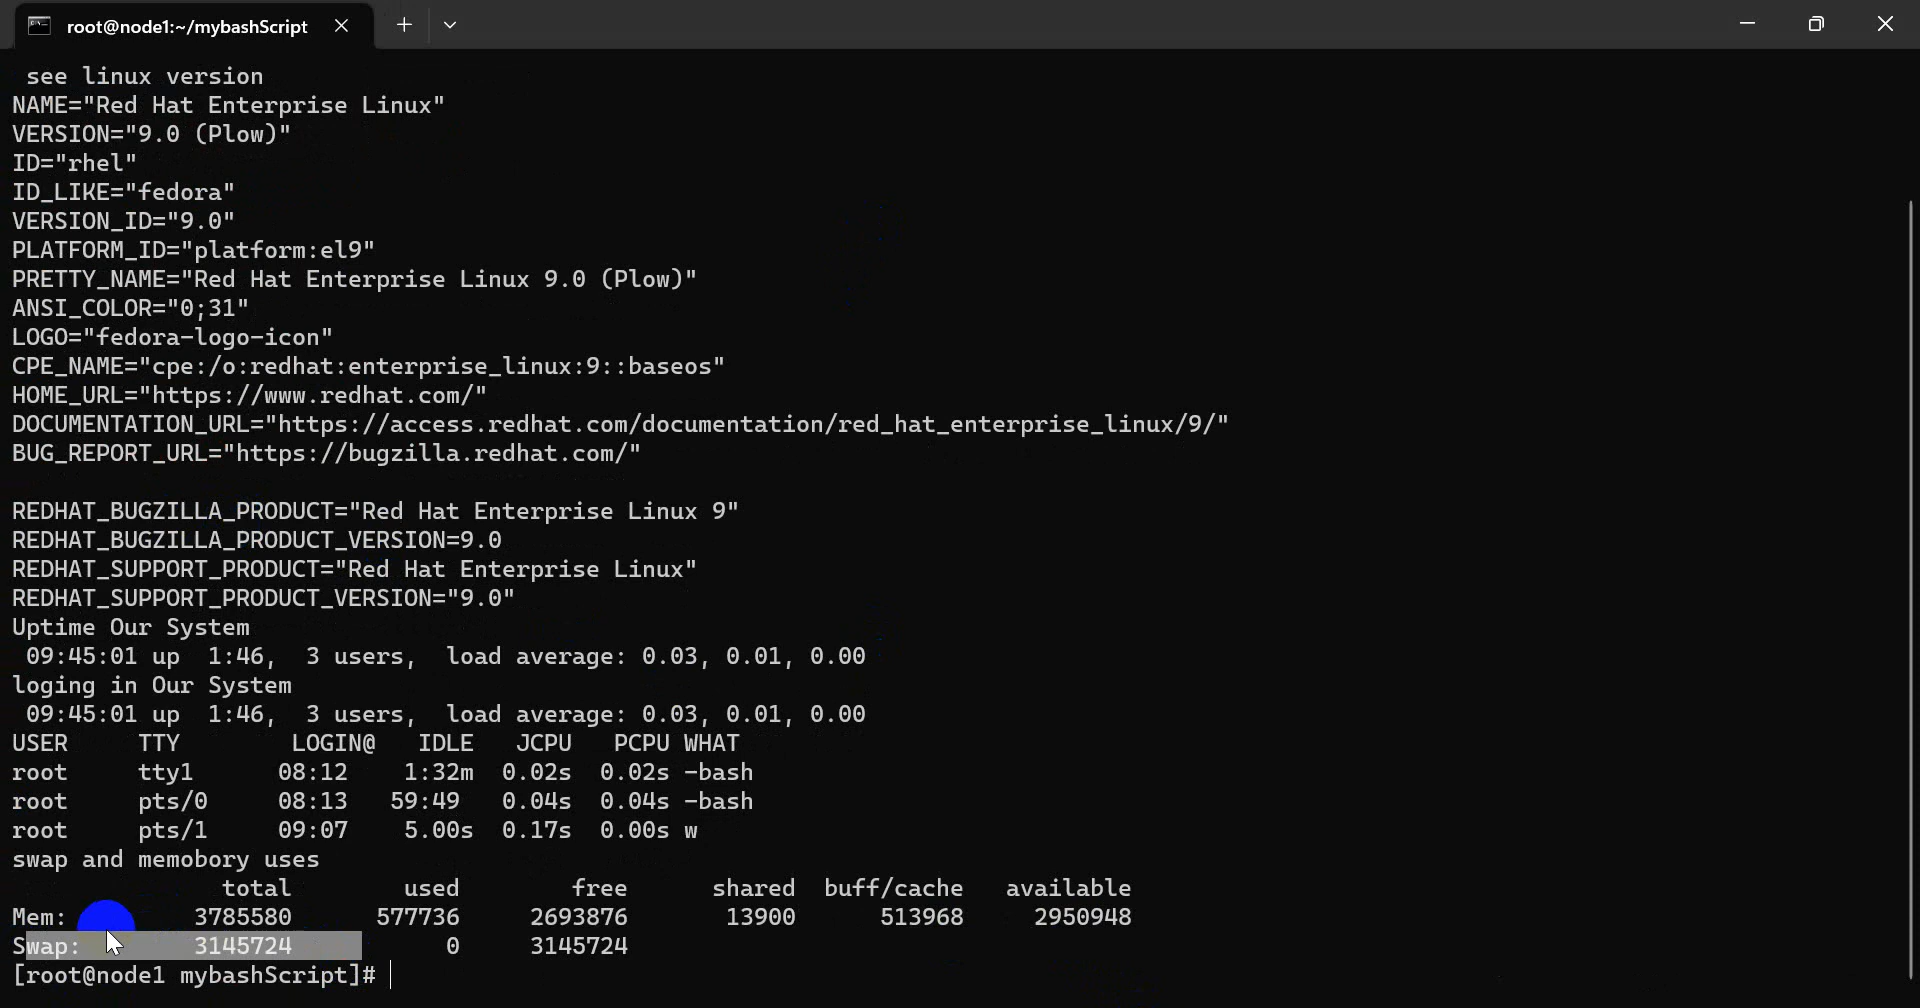 root@node1:~/mybashScript
 see linux version
NAME="Red Hat Enterprise Linux"
VERSION="9.0 (Plow)"
ID="rhel"
ID_LIKE="fedora"
VERSION_ID="9.0"
PLATFORM_ID="platform:el9"
PRETTY_NAME="Red Hat Enterprise Linux 9.0 (Plow)"
ANSI_COLOR="0;31"
LOGO="fedora-logo-icon"
CPE_NAME="cpe:/o:redhat:enterprise_linux:9::baseos"
HOME_URL="https://www.redhat.com/"
DOCUMENTATION_URL="https://access.redhat.com/documentation/red_hat_enterprise_linux/9/"
BUG_REPORT_URL="https://bugzilla.redhat.com/"

REDHAT_BUGZILLA_PRODUCT="Red Hat Enterprise Linux 9"
REDHAT_BUGZILLA_PRODUCT_VERSION=9.0
REDHAT_SUPPORT_PRODUCT="Red Hat Enterprise Linux"
REDHAT_SUPPORT_PRODUCT_VERSION="9.0"
Uptime Our System
 09:45:01 up  1:46,  3 users,  load average: 0.03, 0.01, 0.00
loging in Our System
 09:45:01 up  1:46,  3 users,  load average: 0.03, 0.01, 0.00
USER     TTY        LOGIN@   IDLE   JCPU   PCPU WHAT
root     tty1      08:12    1:32m  0.02s  0.02s -bash
root     pts/0     08:13   59:49   0.04s  0.04s -bash
root     pts/1     09:07    5.00s  0.17s  0.00s w
swap and memobory uses
               total        used        free      shared  buff/cache   available
Mem:         3785580      577736     2693876       13900      513968     2950948
Swap:        3145724           0     3145724
[root@node1 mybashScript]#